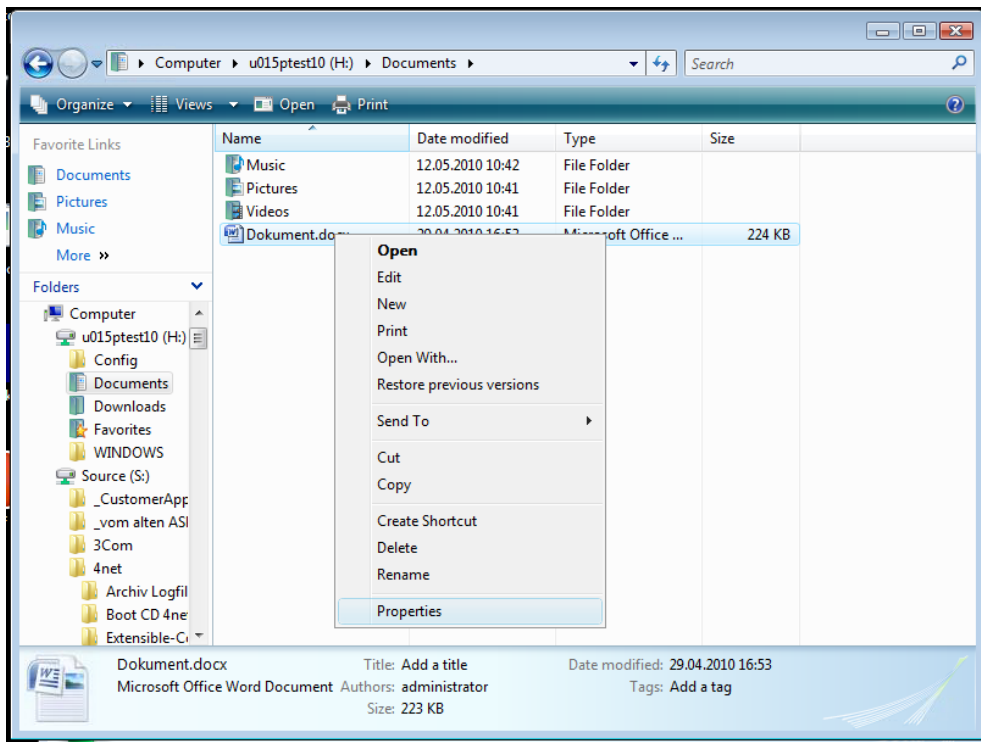 Computer u015ptest10 (H:) Documents Search
Organize Views Open Print
Favorite Links
Documents
Pictures
Music
More »
Folders
Computer
u015ptest10 (H:)
Config
Documents
Downloads
Favorites
WINDOWS
Source (S:)
_CustomerApp
_vom alten ASI
3Com
4net
Archiv Logfil
Boot CD 4ne
Extensible-C
Name Date modified Type Size
Music 12.05.2010 10:42 File Folder
Pictures 12.05.2010 10:41 File Folder
Videos 12.05.2010 10:41 File Folder
Dokument.docx 29.04.2010 16:53 Microsoft Office ... 224 KB
Open
Edit
New
Print
Open With...
Restore previous versions
Send To
Cut
Copy
Create Shortcut
Delete
Rename
Properties
Dokument.docx Title: Add a title Date modified: 29.04.2010 16:53
Microsoft Office Word Document Authors: administrator Tags: Add a tag
Size: 223 KB